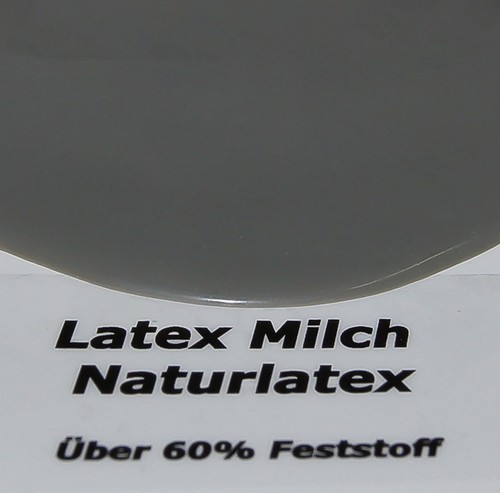 Latex Milch
Naturlatex
Über 60% Feststoff